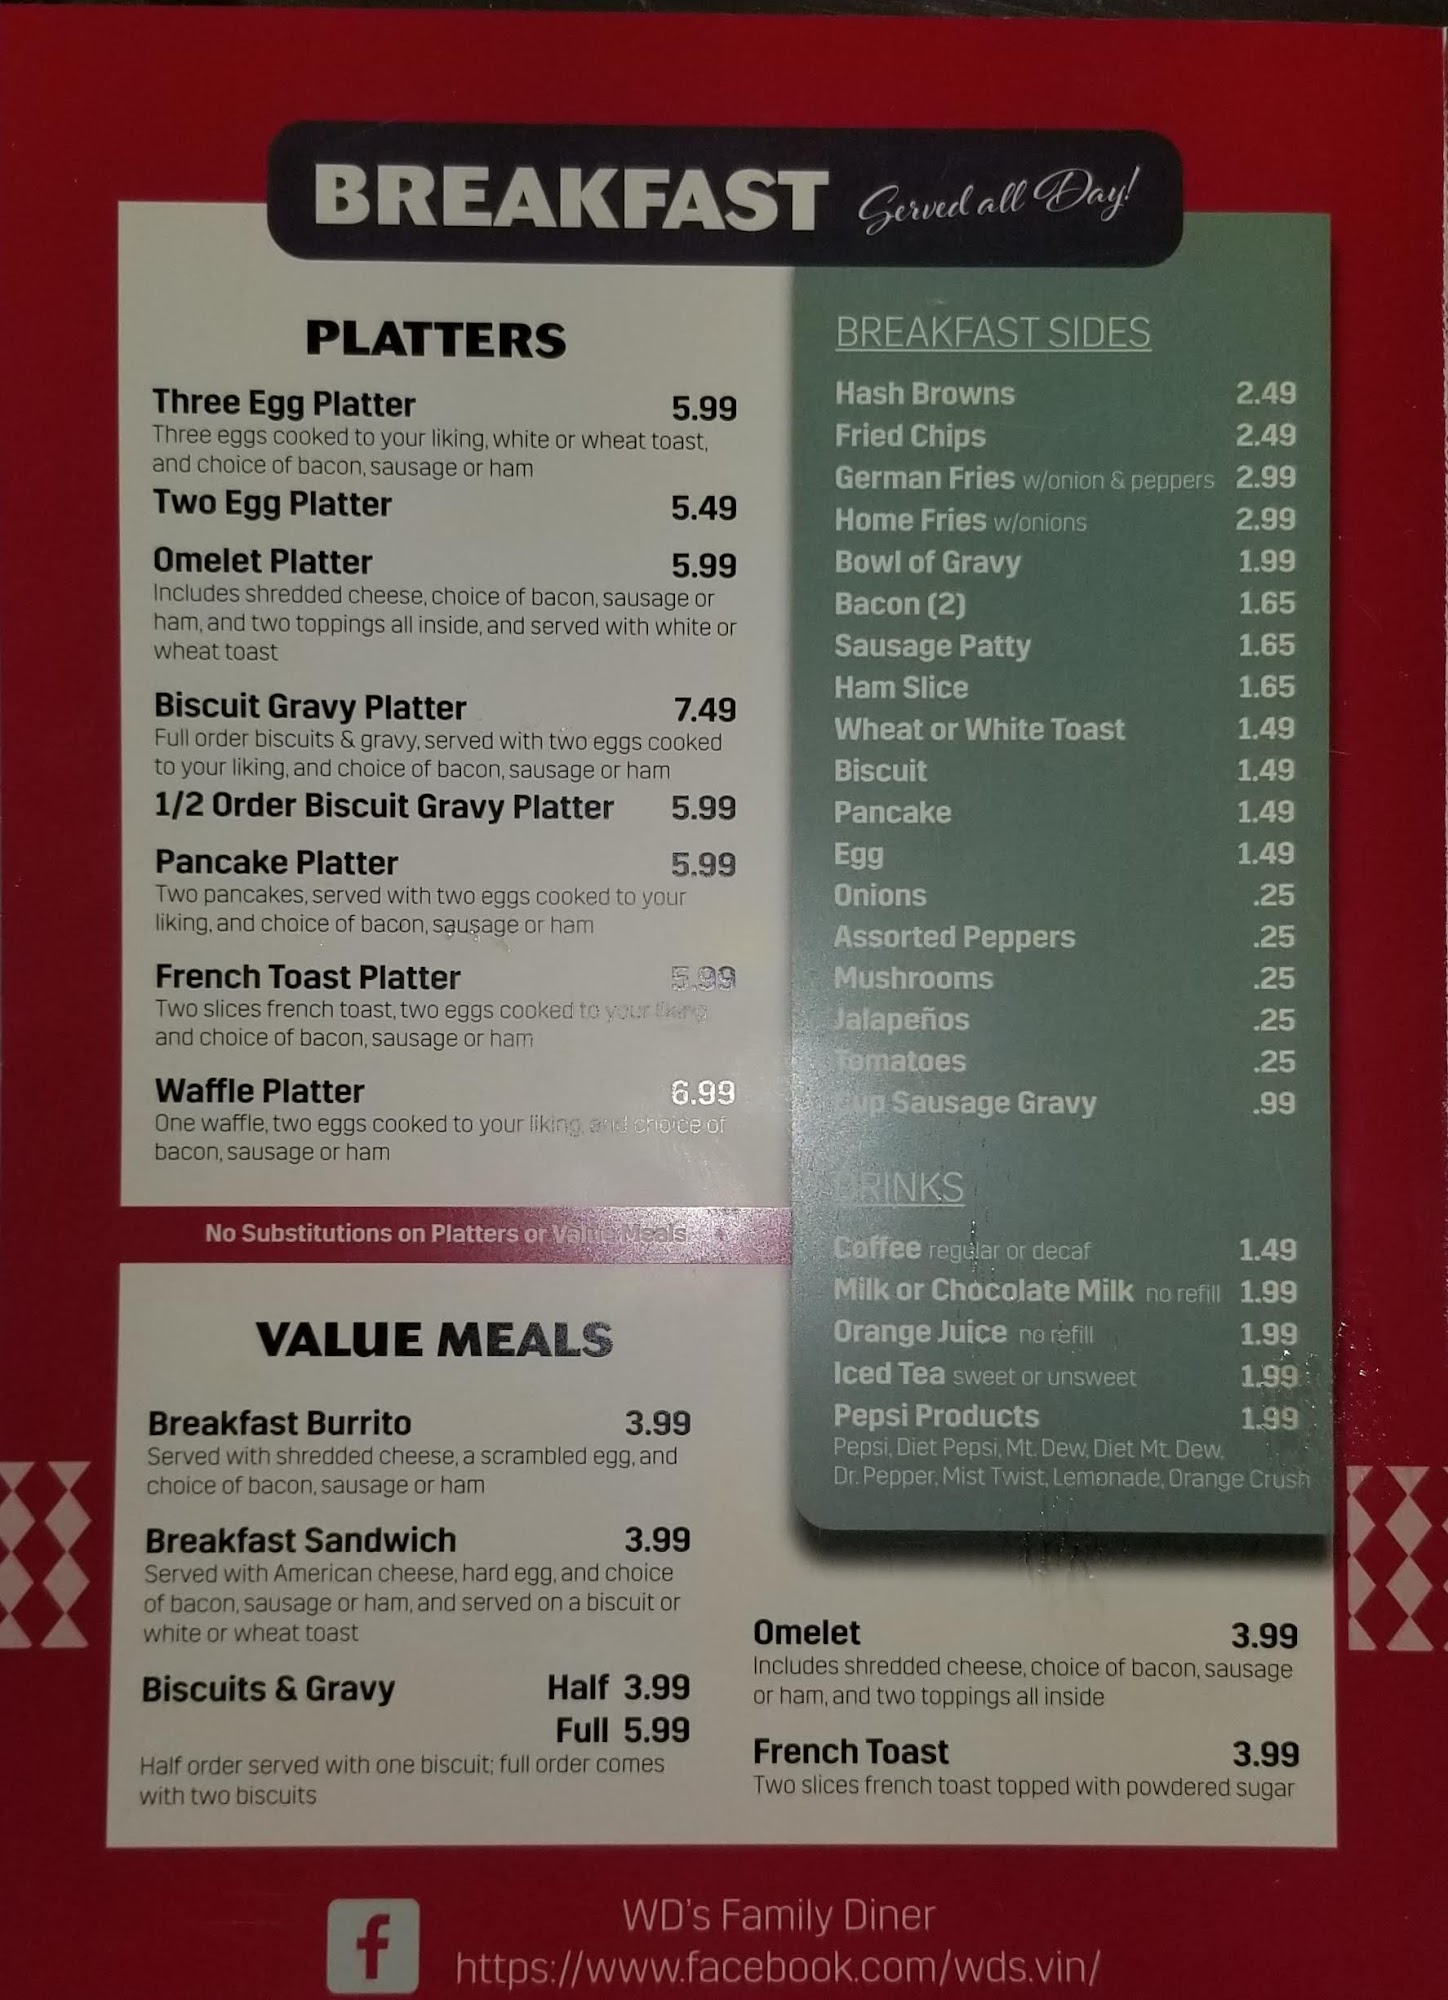 BREAKFAST Served all Day!
PLATTERS
Three Egg Platter 5.99
Three eggs cooked to your liking, white or wheat toast,
and choice of bacon, sausage or ham
Two Egg Platter 5.49
Omelet Platter 5.99
Includes shredded cheese, choice of bacon, sausage or
ham, and two toppings all inside, and served with white or
wheat toast
Biscuit Gravy Platter 7.49
Full order biscuits & gravy, served with two eggs cooked
to your liking, and choice of bacon, sausage or ham
1/2 Order Biscuit Gravy Platter 5.99
Pancake Platter 5.99
Two pancakes, served with two eggs cooked to your
liking, and choice of bacon, sausage or ham
French Toast Platter 5.99
Two slices french toast, two eggs cooked to your liking
and choice of bacon, sausage or ham
Waffle Platter 6.99
One waffle, two eggs cooked to your liking, and choice of
bacon, sausage or ham
No Substitutions on Platters or Value Meals
BREAKFAST SIDES
Hash Browns 2.49
Fried Chips 2.49
German Fries w/onion & peppers 2.99
Home Fries w/onions 2.99
Bowl of Gravy 1.99
Bacon (2) 1.65
Sausage Patty 1.65
Ham Slice 1.65
Wheat or White Toast 1.49
Biscuit 1.49
Pancake 1.49
Egg 1.49
Onions .25
Assorted Peppers .25
Mushrooms .25
Jalapeños .25
Tomatoes .25
Cup Sausage Gravy .99
DRINKS
Coffee regular or decaf 1.49
Milk or Chocolate Milk no refill 1.99
Orange Juice no refill 1.99
Iced Tea sweet or unsweet 1.99
Pepsi Products 1.99
Pepsi, Diet Pepsi, Mt. Dew, Diet Mt. Dew,
Dr. Pepper, Mist Twist, Lemonade, Orange Crush
VALUE MEALS
Breakfast Burrito 3.99
Served with shredded cheese, a scrambled egg, and
choice of bacon, sausage or ham
Breakfast Sandwich 3.99
Served with American cheese, hard egg, and choice
of bacon, sausage or ham, and served on a biscuit or
white or wheat toast
Biscuits & Gravy Half 3.99
Full 5.99
Half order served with one biscuit; full order comes
with two biscuits
Omelet 3.99
Includes shredded cheese, choice of bacon, sausage
or ham, and two toppings all inside
French Toast 3.99
Two slices french toast topped with powdered sugar
f
WD's Family Diner
https://www.facebook.com/wds.vin/